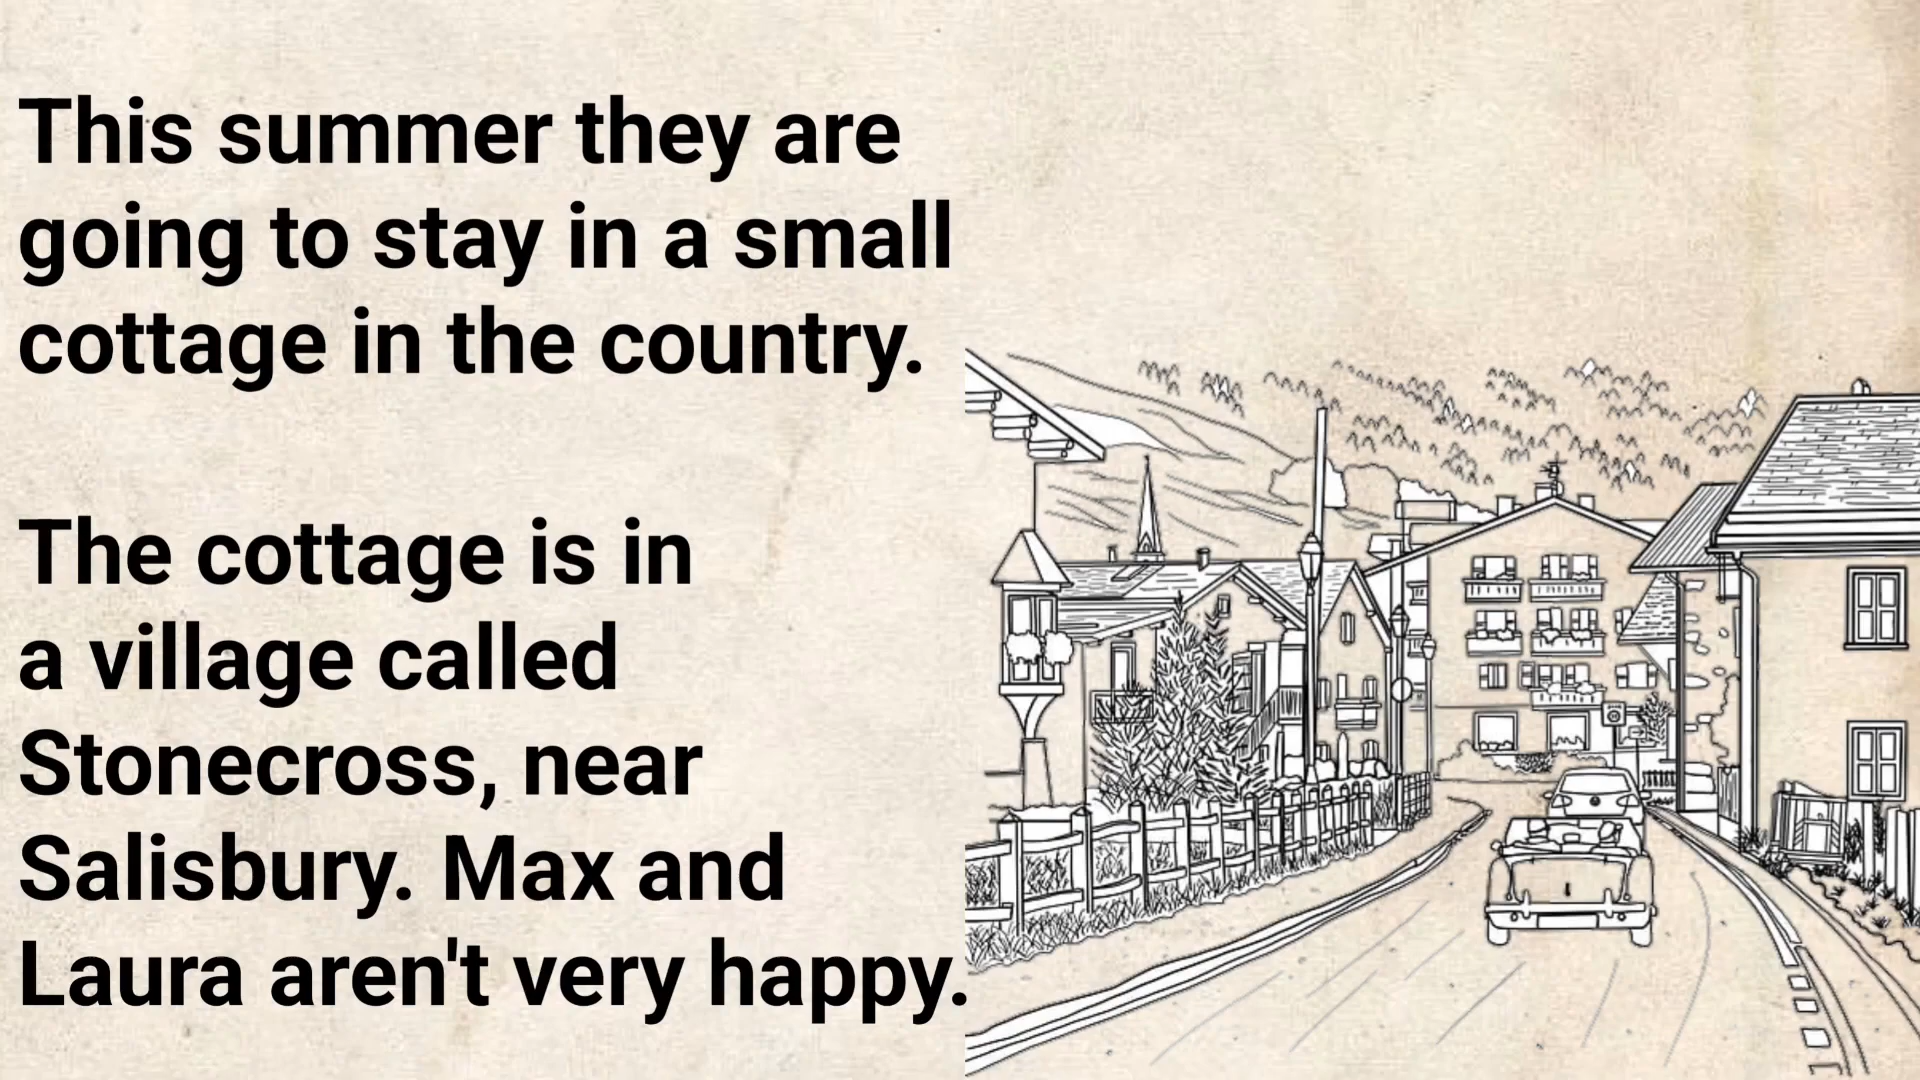 This summer they are
going to stay in a small
cottage in the country.
The cottage is in
a village called
Stonecross, near
Salisbury. Max and
Laura aren't very happy.